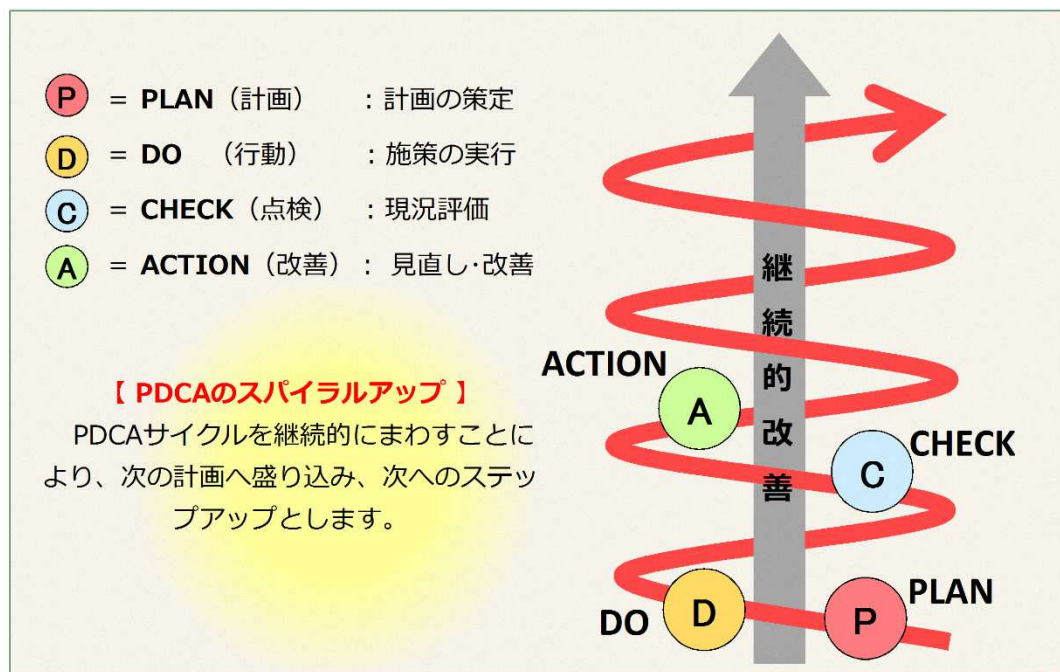 P = PLAN（計画） ：計画の策定
D = DO （行動） ：施策の実行
C = CHECK（点検） ：現況評価
A = ACTION（改善）： 見直し･改善
【 PDCAのスパイラルアップ 】
PDCAサイクルを継続的にまわすことに
より、次の計画へ盛り込み、次へのステッ
プアップとします。
継続的改善
ACTION
A
CHECK
C
DO
D
PLAN
P